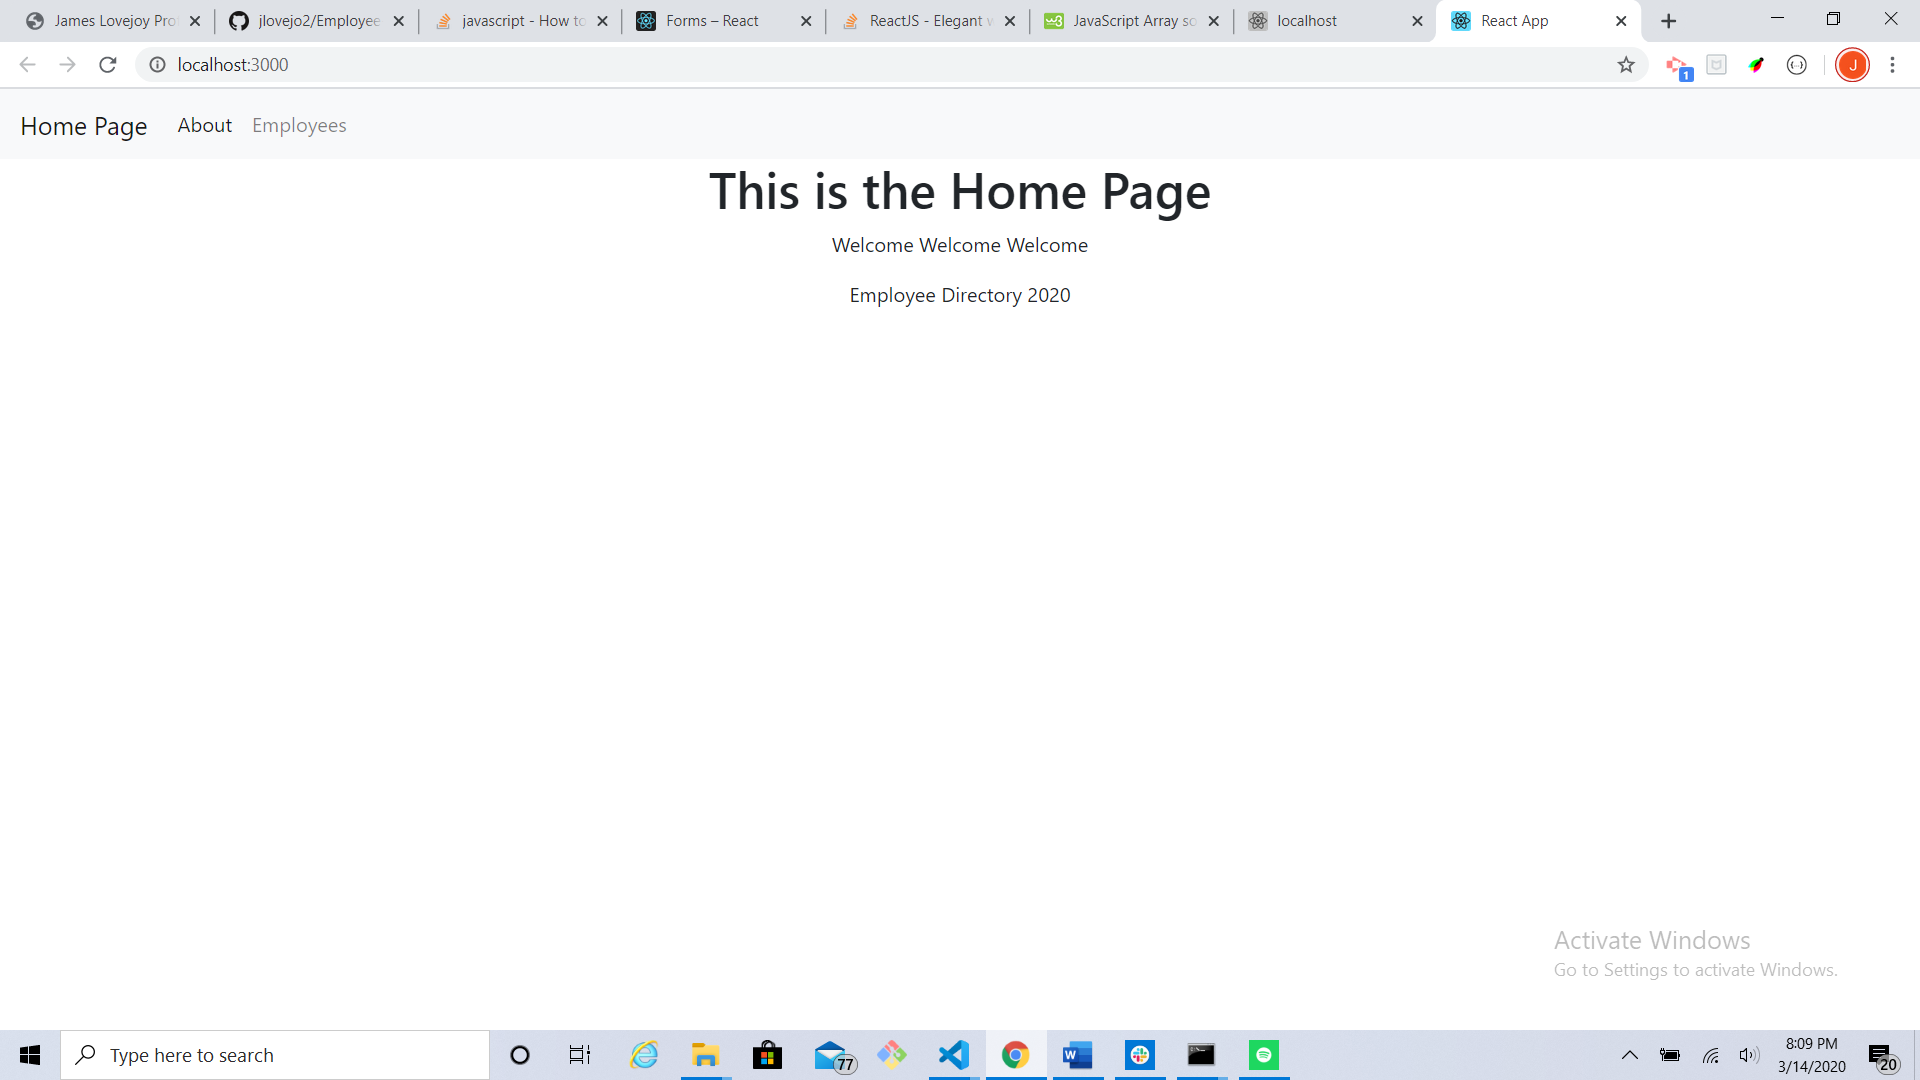 James Lovejoy Pro
jlovejo2/Employee
javascript - How to
Forms – React
ReactJS - Elegant w
JavaScript Array so
localhost
React App
localhost:3000
1
J
Home Page
About
Employees
This is the Home Page
Welcome Welcome Welcome
Employee Directory 2020
Activate Windows
Go to Settings to activate Windows.
Type here to search
77
8:09 PM
3/14/2020
20